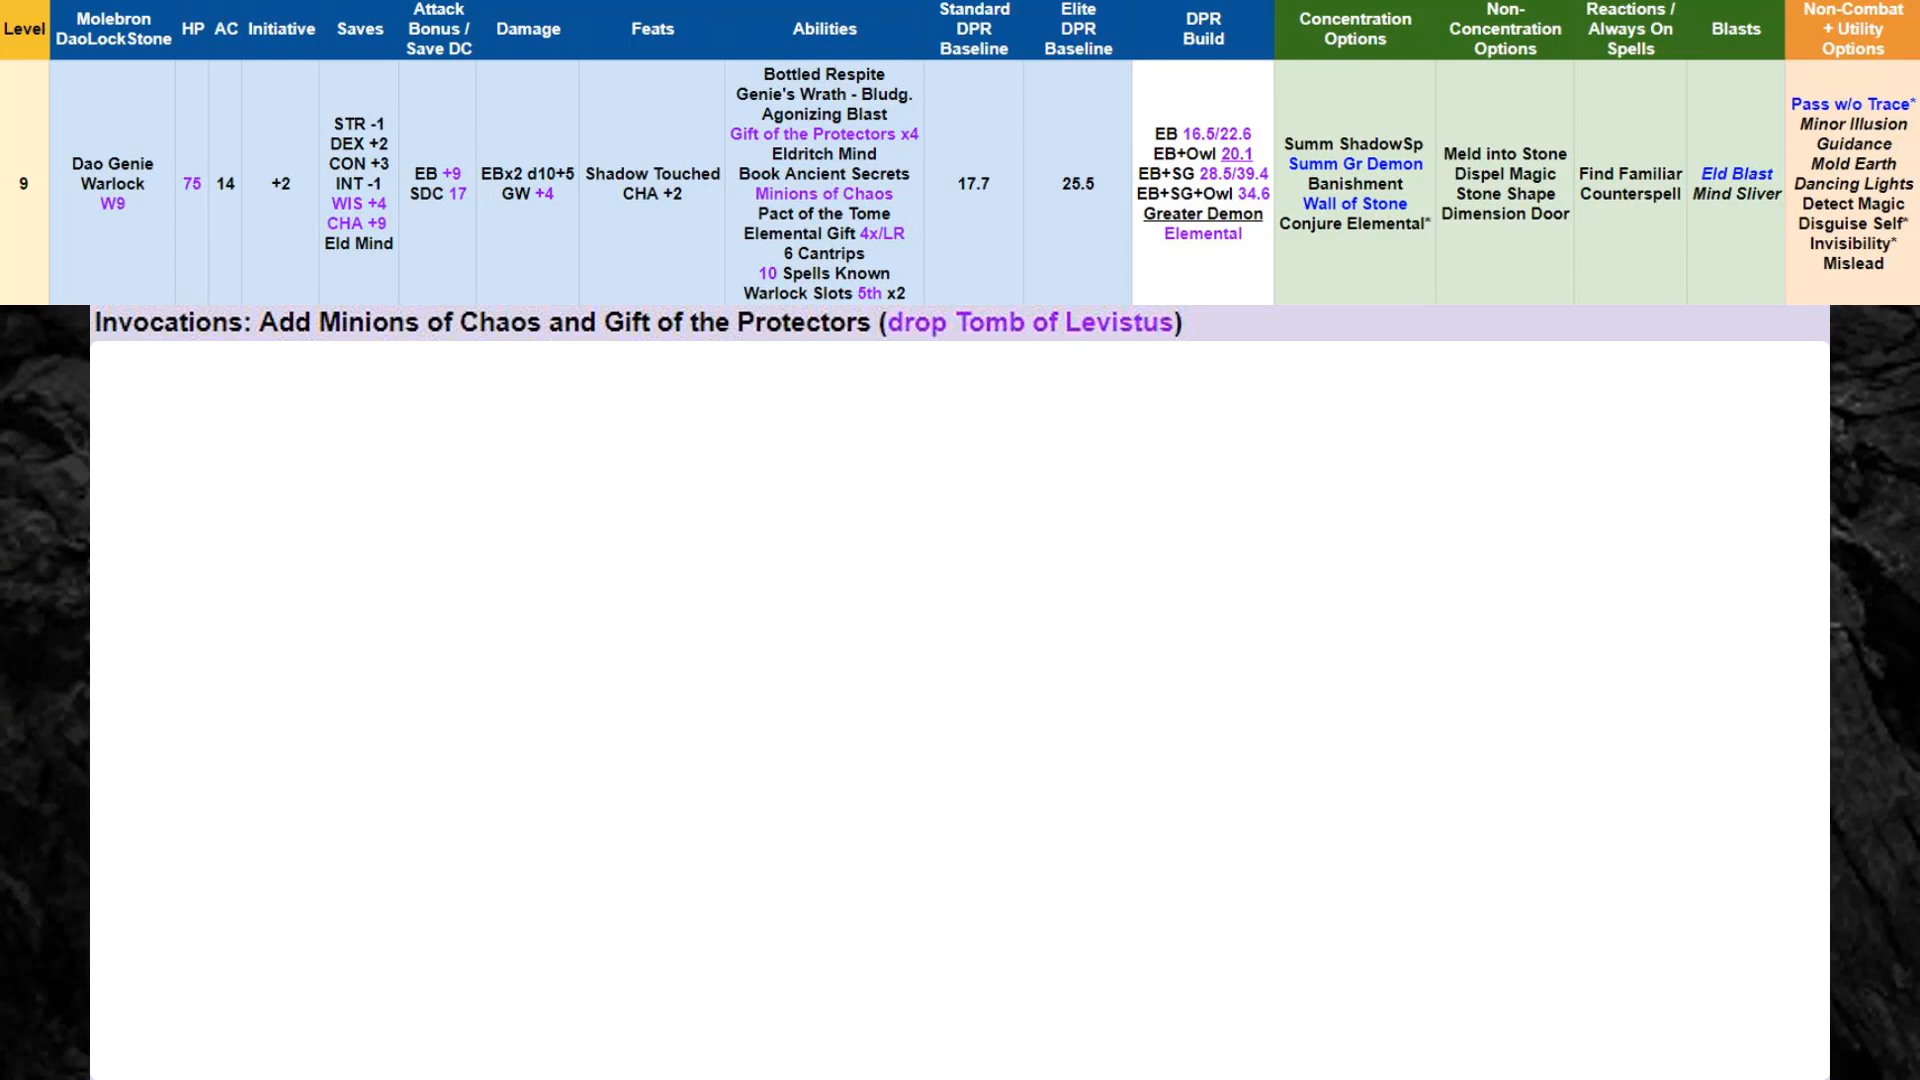 Level
Molebron
DaoLockStone
HP
AC
Initiative
Saves
Attack
Bonus /
Save DC
Damage
Feats
Abilities
Standard
DPR
Baseline
Elite
DPR
Baseline
DPR
Build
Concentration
Options
Non-
Concentration
Options
Reactions /
Always On
Spells
Blasts
Non-Combat
+ Utility
Options
9
Dao Genie
Warlock
W9
75
14
+2
STR -1
DEX +2
CON +3
INT -1
WIS +4
CHA +9
Eld Mind
EB +9
SDC 17
EBx2 d10+5
GW +4
Shadow Touched
CHA +2
Bottled Respite
Genie's Wrath - Bludg.
Agonizing Blast
Gift of the Protectors x4
Eldritch Mind
Book Ancient Secrets
Minions of Chaos
Pact of the Tome
Elemental Gift 4x/LR
6 Cantrips
10 Spells Known
Warlock Slots 5th x2
17.7
25.5
EB 16.5/22.6
EB+Owl 20.1
EB+SG 28.5/39.4
EB+SG+Owl 34.6
Greater Demon
Elemental
Summ ShadowSp
Summ Gr Demon
Banishment
Wall of Stone
Conjure Elemental*
Meld into Stone
Dispel Magic
Stone Shape
Dimension Door
Find Familiar
Counterspell
Eld Blast
Mind Sliver
Pass w/o Trace*
Minor Illusion
Guidance
Mold Earth
Dancing Lights
Detect Magic
Disguise Self*
Invisibility*
Mislead
Invocations: Add Minions of Chaos and Gift of the Protectors (drop Tomb of Levistus)